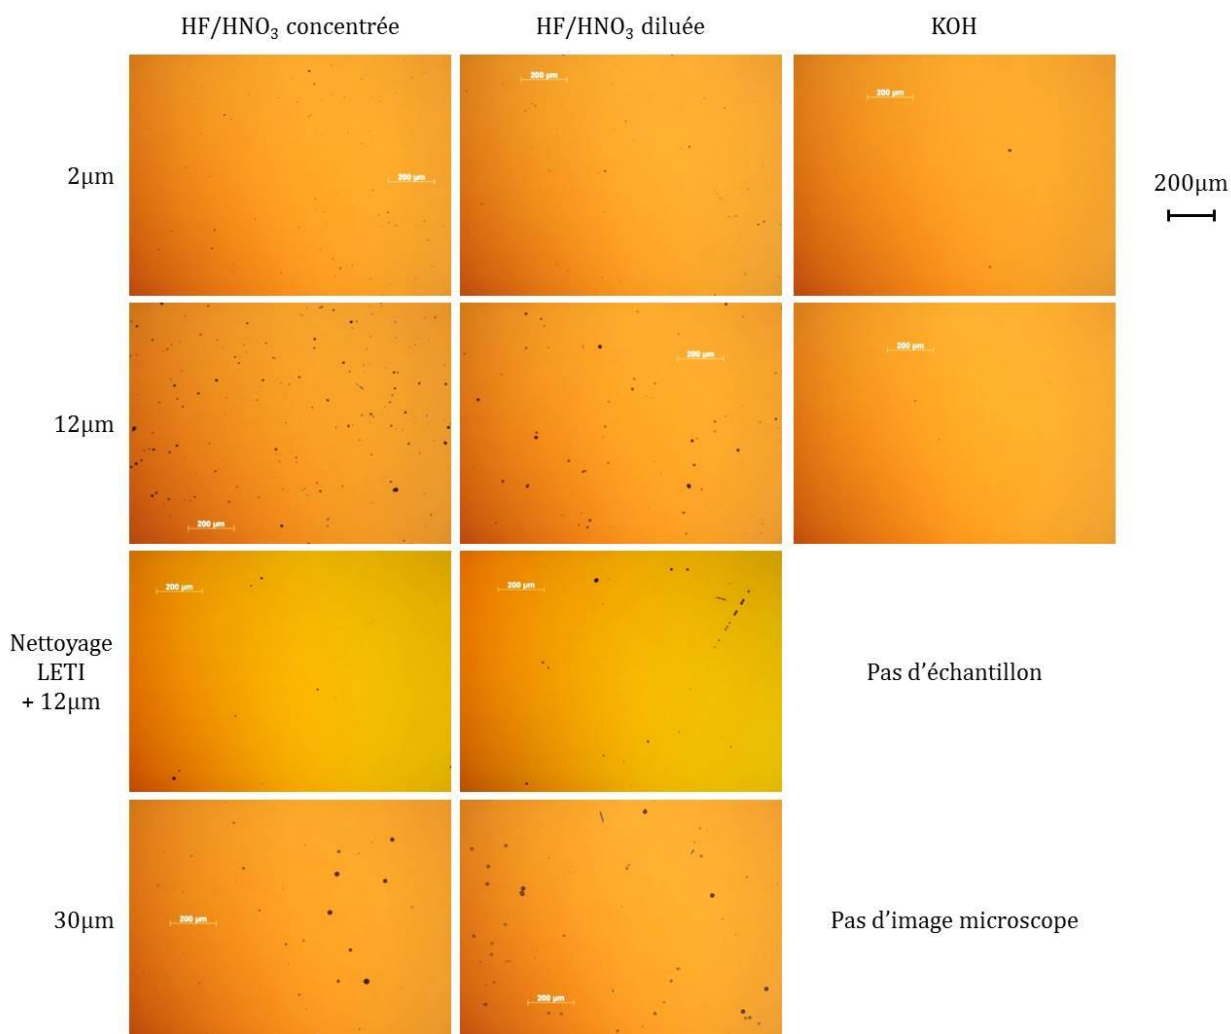 HF/HNO₃ concentrée
HF/HNO₃ diluée
KOH
2µm
200 µm
200 µm
200 µm
200µm
12µm
200 µm
200 µm
200 µm
Nettoyage
LETI
+ 12µm
200 µm
200 µm
Pas d’échantillon
30µm
200 µm
200 µm
Pas d’image microscope